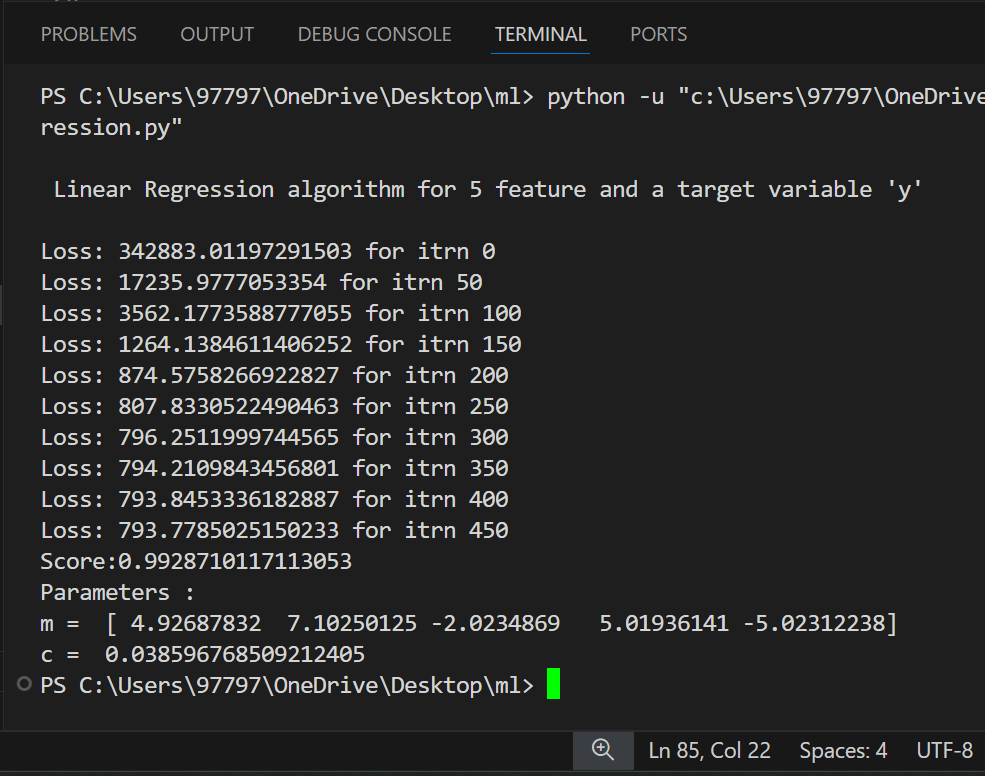 PROBLEMS OUTPUT DEBUG CONSOLE TERMINAL PORTS
PS C:\Users\97797\OneDrive\Desktop\ml> python -u "c:\Users\97797\OneDrive
ression.py"
Linear Regression algorithm for 5 feature and a target variable 'y'
Loss: 342883.01197291503 for itrn 0
Loss: 17235.9777053354 for itrn 50
Loss: 3562.1773588777055 for itrn 100
Loss: 1264.1384611406252 for itrn 150
Loss: 874.5758266922827 for itrn 200
Loss: 807.8330522490463 for itrn 250
Loss: 796.2511999744565 for itrn 300
Loss: 794.2109843456801 for itrn 350
Loss: 793.8453336182887 for itrn 400
Loss: 793.7785025150233 for itrn 450
Score:0.9928710117113053
Parameters :
m =  [ 4.92687832  7.10250125 -2.0234869   5.01936141 -5.02312238]
c =  0.038596768509212405
PS C:\Users\97797\OneDrive\Desktop\ml>
Ln 85, Col 22 Spaces: 4 UTF-8